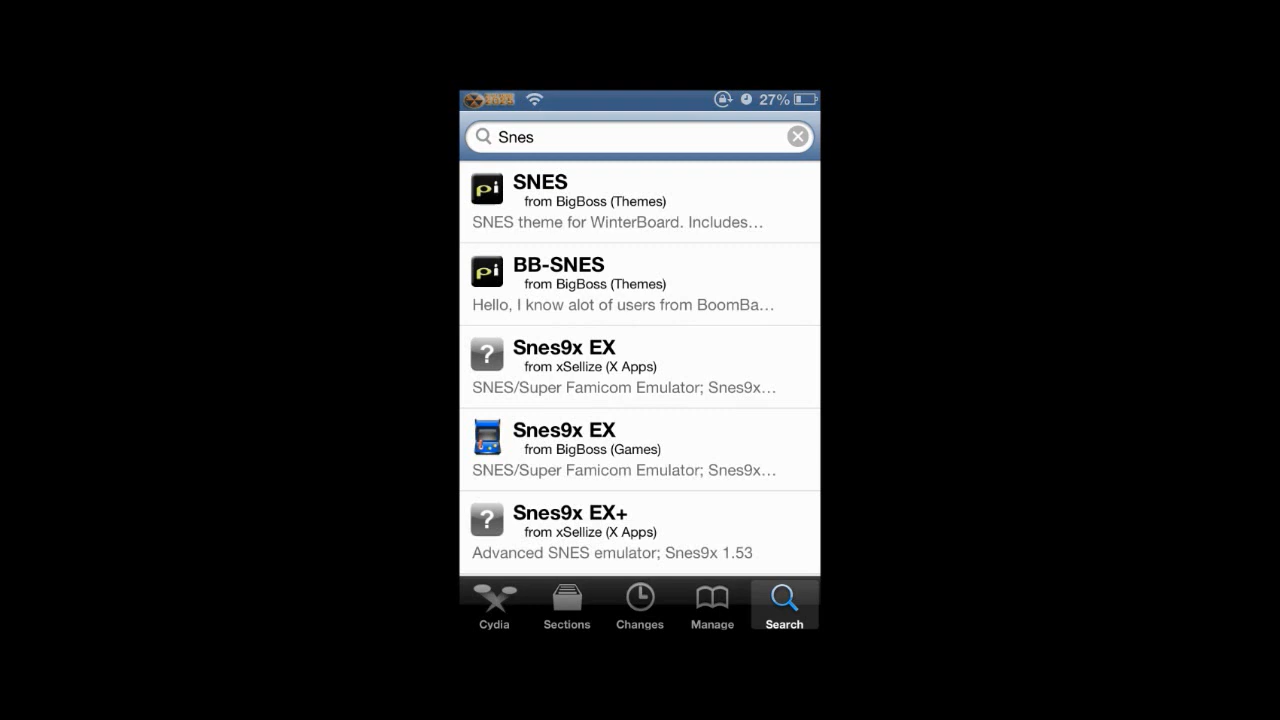 27%
Snes
SNES
from BigBoss (Themes)
SNES theme for WinterBoard. Includes...
BB-SNES
from BigBoss (Themes)
Hello, I know alot of users from BoomBa...
Snes9x EX
from xSellize (X Apps)
SNES/Super Famicom Emulator; Snes9x...
Snes9x EX
from BigBoss (Games)
SNES/Super Famicom Emulator; Snes9x...
Snes9x EX+
from xSellize (X Apps)
Advanced SNES emulator; Snes9x 1.53
Cydia Sections Changes Manage Search